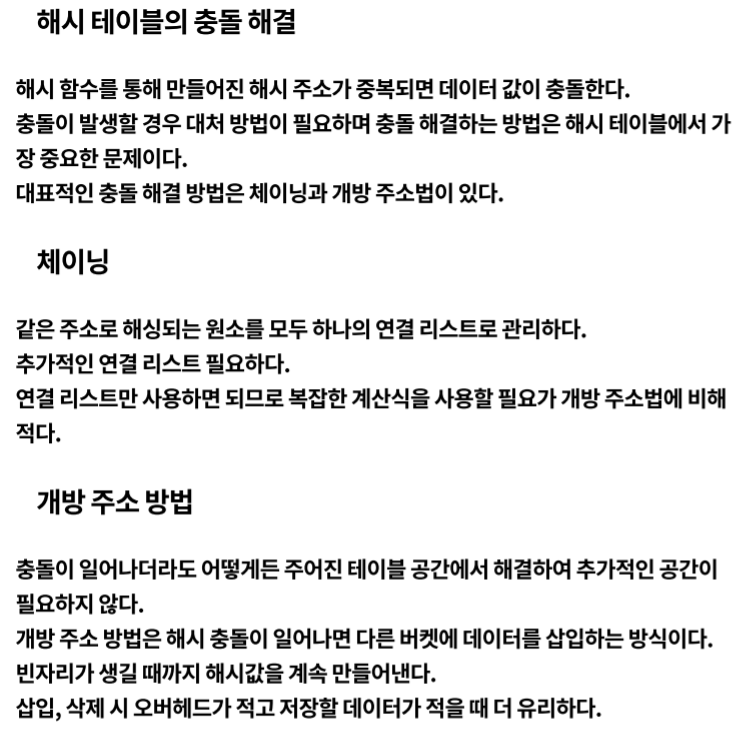 해시 테이블의 충돌 해결
해시 함수를 통해 만들어진 해시 주소가 중복되면 데이터 값이 충돌한다.
충돌이 발생할 경우 대처 방법이 필요하며 충돌 해결하는 방법은 해시 테이블에서 가
장 중요한 문제이다.
대표적인 충돌 해결 방법은 체이닝과 개방 주소법이 있다.
체이닝
같은 주소로 해싱되는 원소를 모두 하나의 연결 리스트로 관리하다.
추가적인 연결 리스트 필요하다.
연결 리스트만 사용하면 되므로 복잡한 계산식을 사용할 필요가 개방 주소법에 비해
적다.
개방 주소 방법
충돌이 일어나더라도 어떻게든 주어진 테이블 공간에서 해결하여 추가적인 공간이
필요하지 않다.
개방 주소 방법은 해시 충돌이 일어나면 다른 버켓에 데이터를 삽입하는 방식이다.
빈자리가 생길 때까지 해시값을 계속 만들어낸다.
삽입, 삭제 시 오버헤드가 적고 저장할 데이터가 적을 때 더 유리하다.